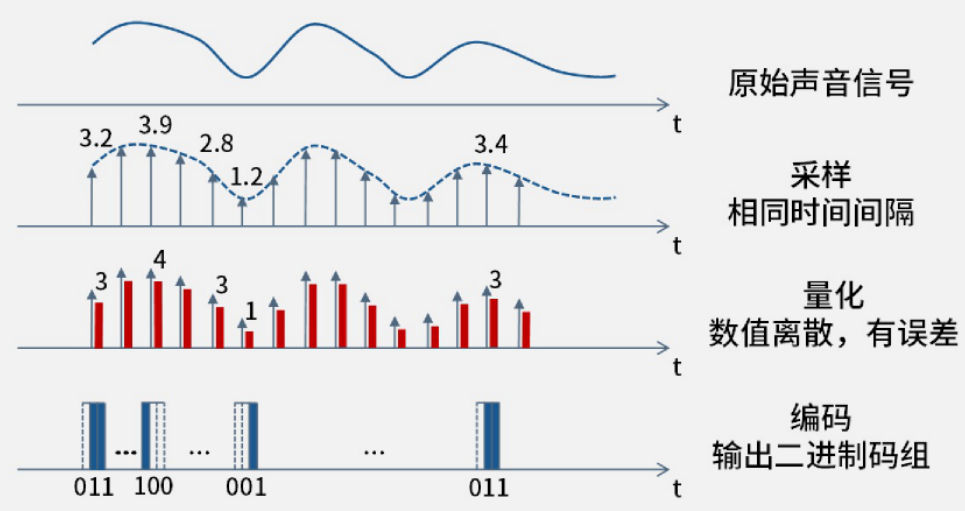 原始声音信号
t
3.2 3.9 2.8 1.2 3.4
采样
相同时间间隔
t
3 4 3 1 3
量化
数值离散，有误差
t
... ... ...
编码
输出二进制码组
011 100 001 011
t